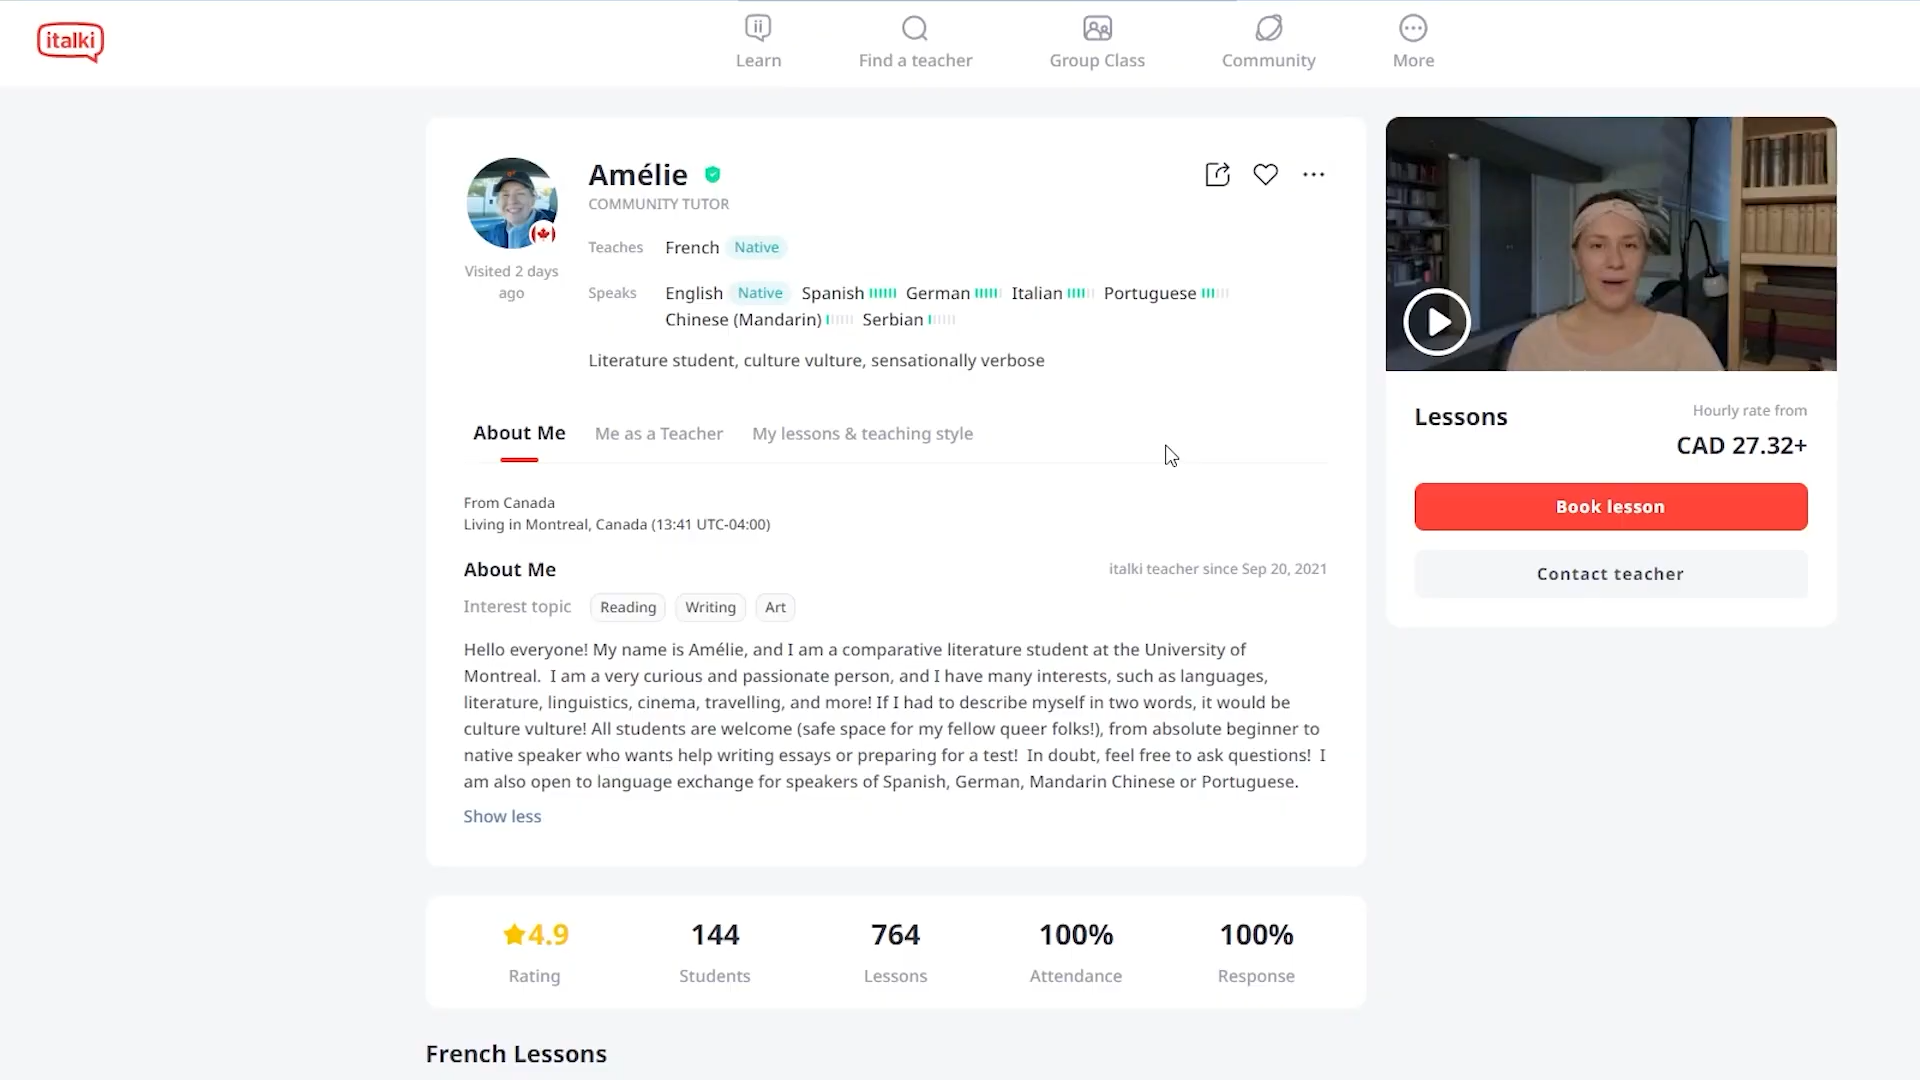 italki
Learn
Find a teacher
Group Class
Community
More
Amélie
COMMUNITY TUTOR
Visited 2 days
ago
Teaches French Native
Speaks English Native Spanish German Italian Portuguese
Chinese (Mandarin) Serbian
Literature student, culture vulture, sensationally verbose
About Me Me as a Teacher My lessons & teaching style
From Canada
Living in Montreal, Canada (13:41 UTC-04:00)
About Me
italki teacher since Sep 20, 2021
Interest topic Reading Writing Art
Hello everyone! My name is Amélie, and I am a comparative literature student at the University of
Montreal.  I am a very curious and passionate person, and I have many interests, such as languages,
literature, linguistics, cinema, travelling, and more! If I had to describe myself in two words, it would be
culture vulture! All students are welcome (safe space for my fellow queer folks!), from absolute beginner to
native speaker who wants help writing essays or preparing for a test!  In doubt, feel free to ask questions!  I
am also open to language exchange for speakers of Spanish, German, Mandarin Chinese or Portuguese.
Show less
4.9 144 764 100% 100%
Rating Students Lessons Attendance Response
French Lessons
Lessons
Hourly rate from
CAD 27.32+
Book lesson
Contact teacher